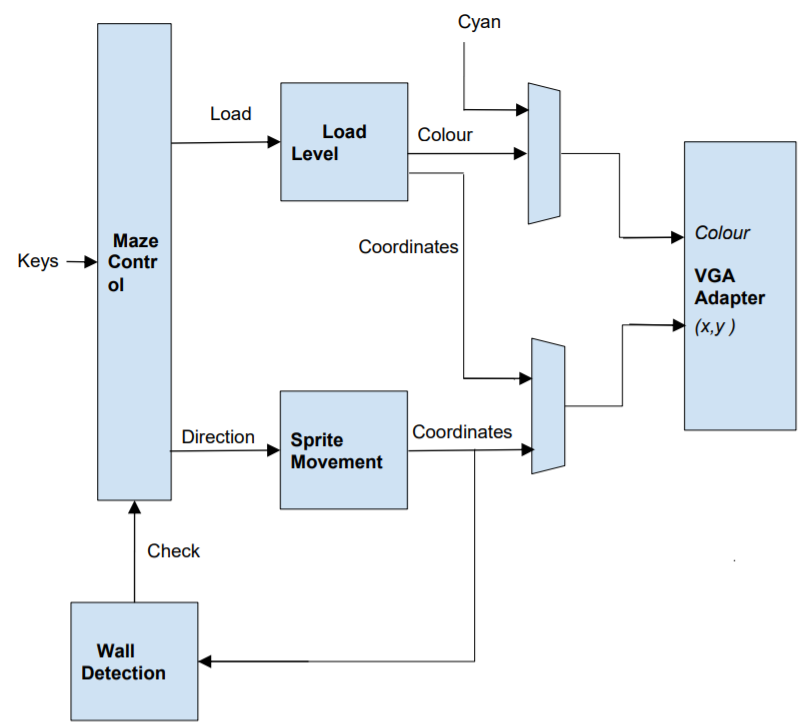 Cyan
Load
Load
Level
Colour
Keys
Maze
Contr
ol
Coordinates
Colour
VGA
Adapter
(x,y )
Direction
Sprite
Movement
Coordinates
Check
Wall
Detection